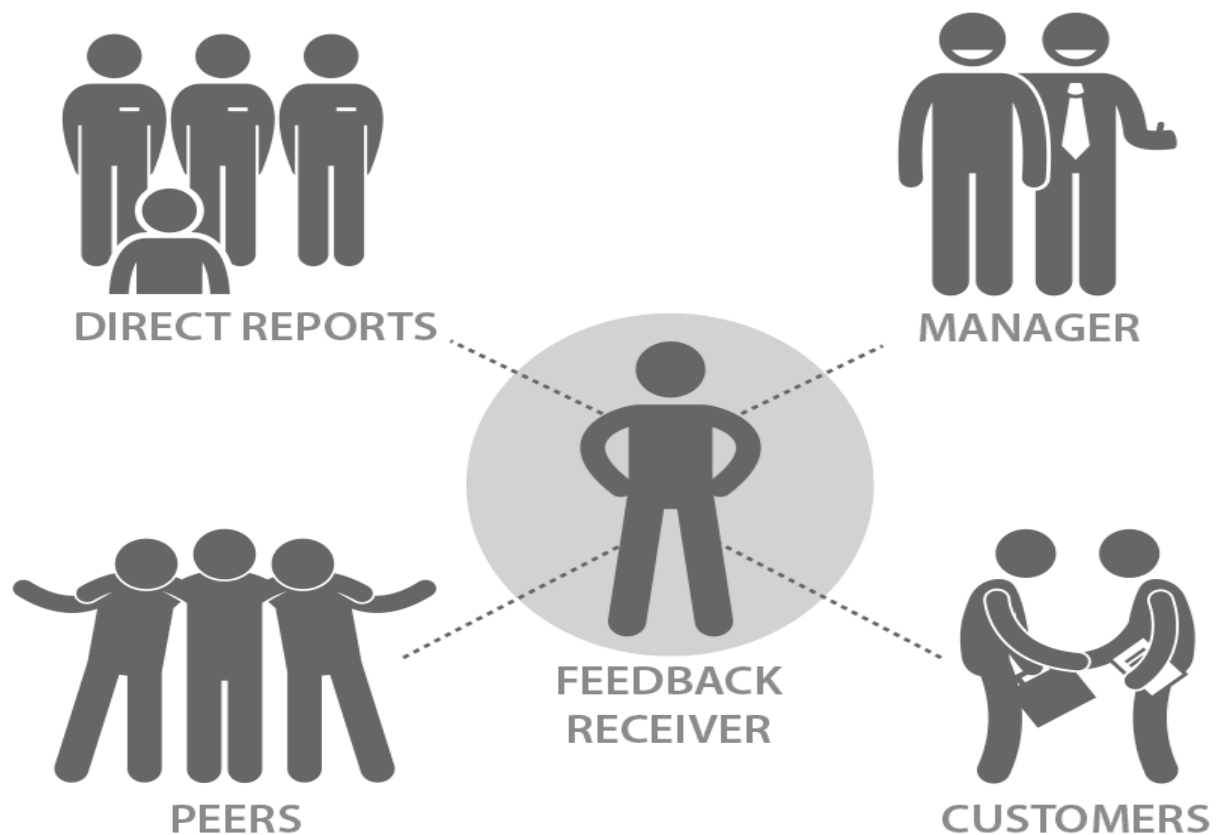 DIRECT REPORTS
MANAGER
FEEDBACK
RECEIVER
PEERS
CUSTOMERS